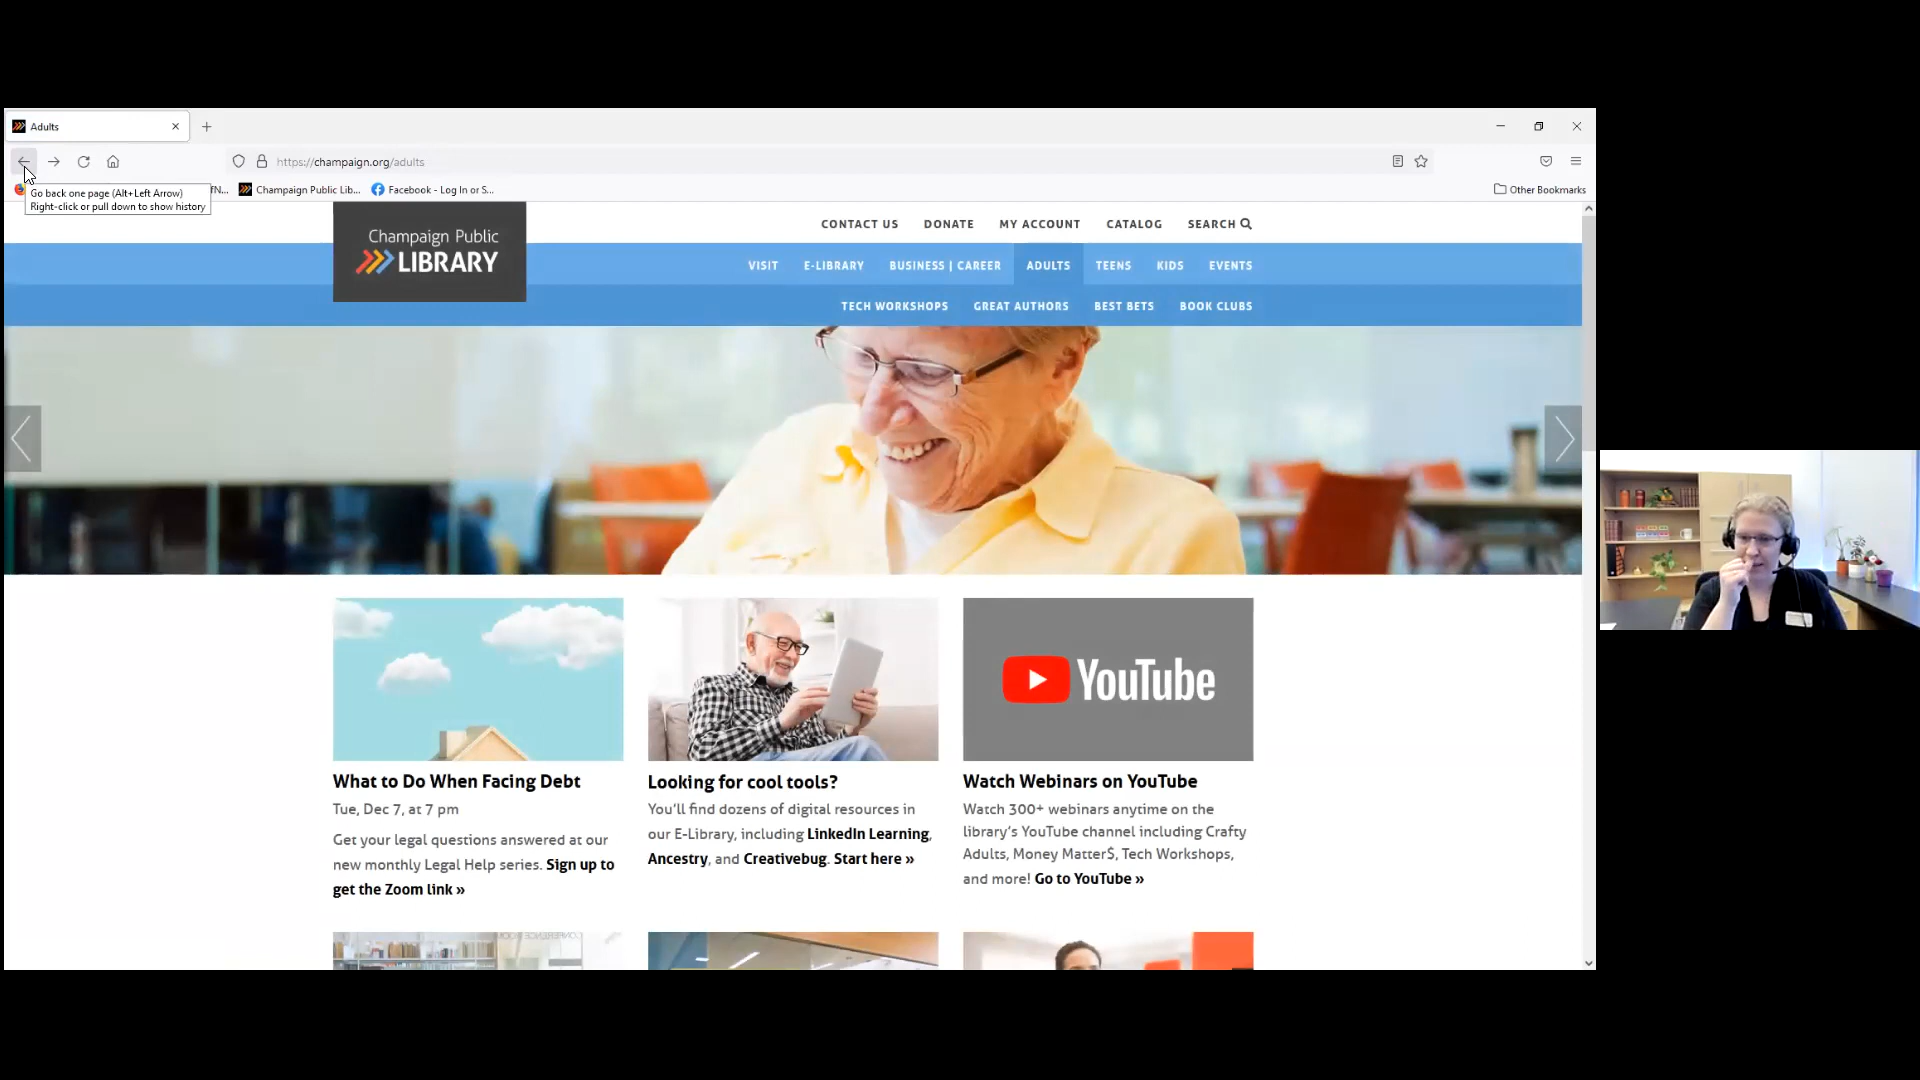 Adults
https://champaign.org/adults
Go back one page (Alt+Left Arrow)
Right-click or pull down to show history
Champaign Public Lib...
Facebook - Log In or S...
Other Bookmarks
CONTACT US DONATE MY ACCOUNT CATALOG SEARCH
Champaign Public
LIBRARY
VISIT E-LIBRARY BUSINESS | CAREER ADULTS TEENS KIDS EVENTS
TECH WORKSHOPS GREAT AUTHORS BEST BETS BOOK CLUBS
YouTube
What to Do When Facing Debt
Tue, Dec 7, at 7 pm
Get your legal questions answered at our
new monthly Legal Help series. Sign up to
get the Zoom link »
Looking for cool tools?
You'll find dozens of digital resources in
our E-Library, including LinkedIn Learning,
Ancestry, and Creativebug. Start here »
Watch Webinars on YouTube
Watch 300+ webinars anytime on the
library's YouTube channel including Crafty
Adults, Money Matter$, Tech Workshops,
and more! Go to YouTube »